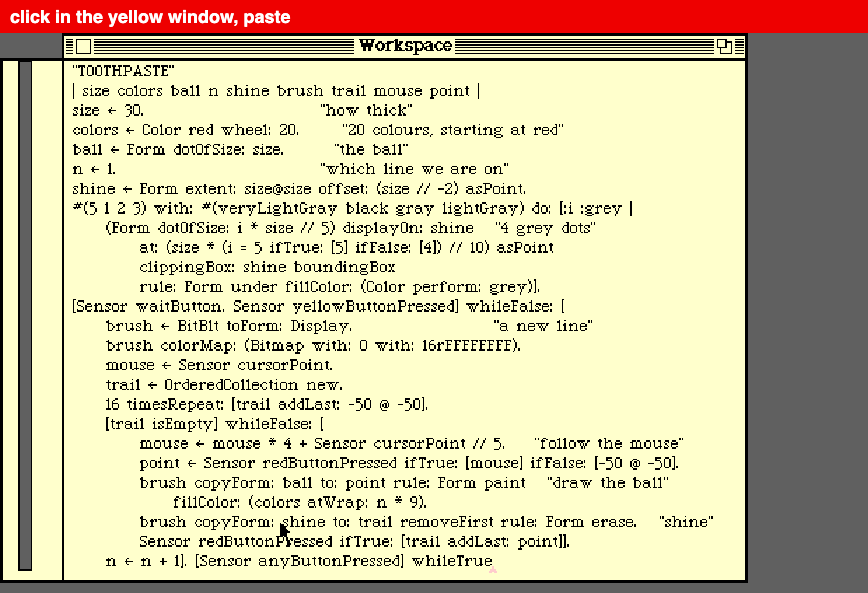 click in the yellow window, paste
Workspace
"TOOTHPASTE"
| size colors ball n shine brush trail mouse point |
size ← 30. "how thick"
colors ← Color red wheel: 20. "20 colours, starting at red"
ball ← Form dotOfSize: size. "the ball"
n ← 1. "which line we are on"
shine ← Form extent: size@size offset: (size // -2) asPoint.
#(5 1 2 3) with: #(veryLightGray black gray lightGray) do: [:i :grey |
(Form dotOfSize: i * size // 5) displayOn: shine "4 grey dots"
at: (size * (i = 5 ifTrue: [5] ifFalse: [4]) // 10) asPoint
clippingBox: shine boundingBox
rule: Form under fillColor: (Color perform: grey)].
[Sensor waitButton. Sensor yellowButtonPressed] whileFalse: [
brush ← BitBlt toForm: Display. "a new line"
brush colorMap: (Bitmap with: 0 with: 16rFFFFFFFF).
mouse ← Sensor cursorPoint.
trail ← OrderedCollection new.
16 timesRepeat: [trail addLast: -50 @ -50].
[trail isEmpty] whileFalse: [
mouse ← mouse * 4 + Sensor cursorPoint // 5. "follow the mouse"
point ← Sensor redButtonPressed ifTrue: [mouse] ifFalse: [-50 @ -50].
brush copyForm: ball to: point rule: Form paint "draw the ball"
fillColor: (colors atWrap: n * 9).
brush copyForm: shine to: trail removeFirst rule: Form erase. "shine"
Sensor redButtonPressed ifTrue: [trail addLast: point]].
n ← n + 1]. [Sensor anyButtonPressed] whileTrue